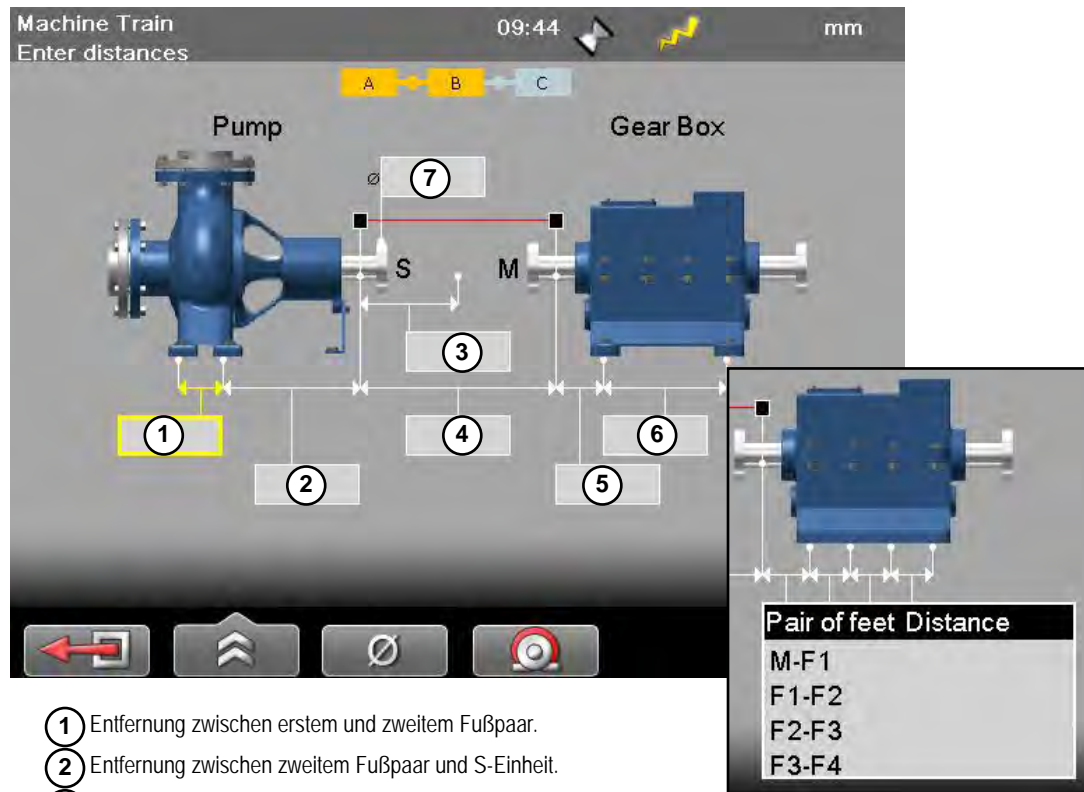 Machine Train 09:44 mm
Enter distances
A B C
Pump Gear Box
Ø 7
S M
3
1 4 6
2 5
Ø
Pair of feet Distance
M-F1
F1-F2
F2-F3
F3-F4
1 Entfernung zwischen erstem und zweitem Fußpaar.
2 Entfernung zwischen zweitem Fußpaar und S-Einheit.